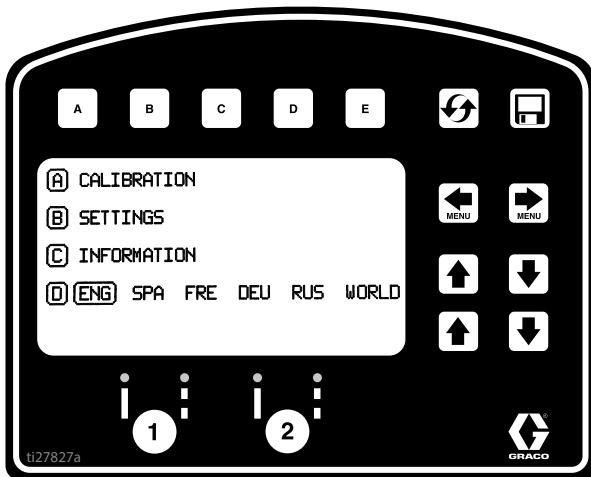 A B C D E
A CALIBRATION
MENU MENU
B SETTINGS
C INFORMATION
D ENG SPA FRE DEU RUS WORLD
1 2
ti27827a
GRACO